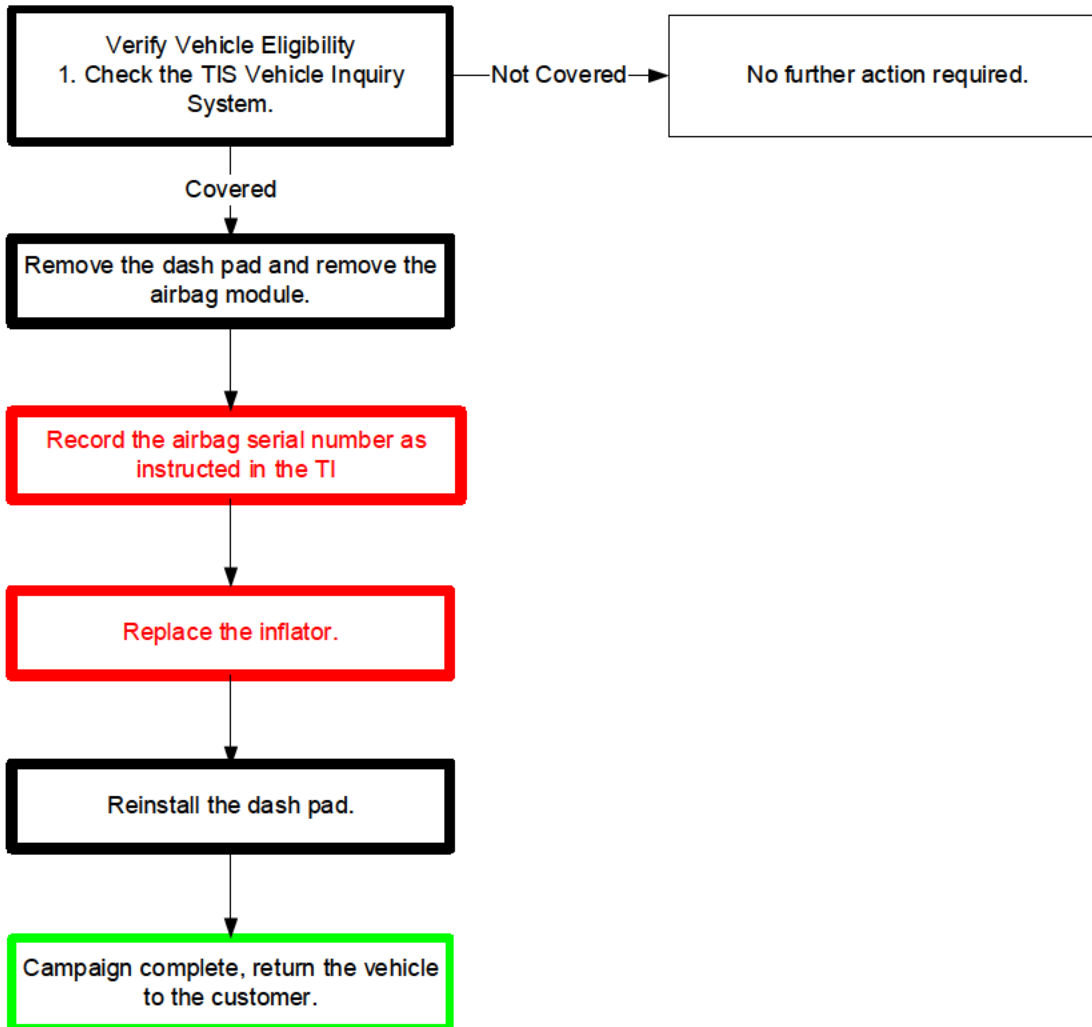 Verify Vehicle Eligibility
1. Check the TIS Vehicle Inquiry
System.
Not Covered
No further action required.
Covered
Remove the dash pad and remove the
airbag module.
Record the airbag serial number as
instructed in the TI
Replace the inflator.
Reinstall the dash pad.
Campaign complete, return the vehicle
to the customer.